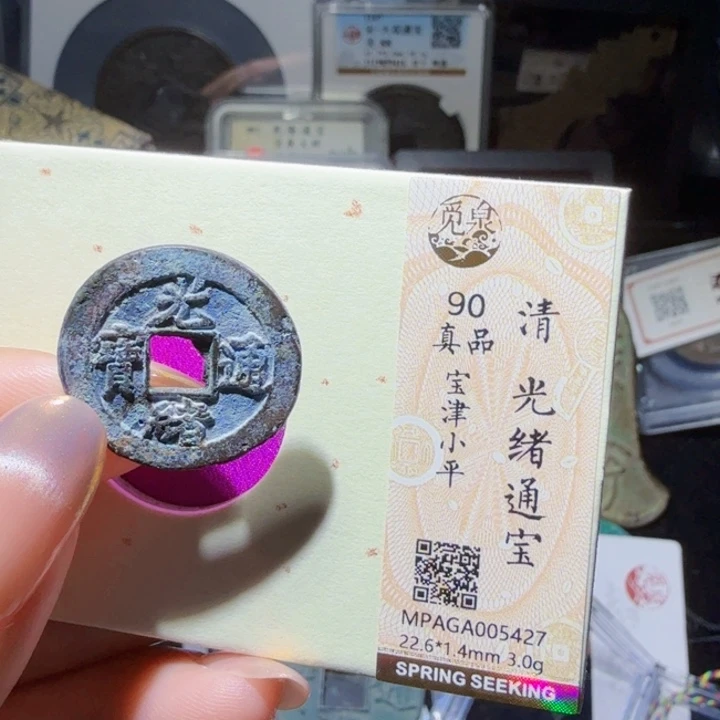 光緒通寶
觅泉
90
真品
宝津小平
清 光绪通宝
MPAGA005427
22.6*1.4mm 3.0g
SPRING SEEKING